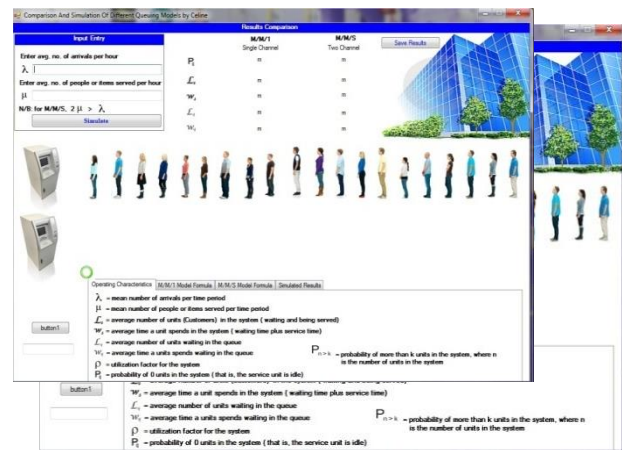 Comparison And Simulation Of Different Queuing Models by Celine
Input Entry
Enter avg. no. of arrivals per hour
λ
Enter avg. no. of people or items served per hour
μ
N/B: for M/M/S, 2 μ > λ
Simulate
Results Comparison
M/M/1 M/M/S
Single Channel Two Channel
Save Results
P₀
Lₛ
Wₛ
button1
Operating Characteristics M/M/1 Model Formula M/M/S Model Formula Simulated Results
λ = mean number of arrivals per time period
μ = mean number of people or items served per time period
Lₛ = average number of units (Customers) in the system ( waiting and being served)
Wₛ = average time a unit spends in the system ( waiting time plus service time)
= average number of units waiting in the queue
= average time a units spends waiting in the queue
ρ = utilization factor for the system
P₀ = probability of 0 units in the system ( that is, the service unit is idle)
Pn > k = probability of more than k units in the system, where n
is the number of units in the system
button1
Wₛ = average time a unit spends in the system ( waiting time plus service time)
= average number of units waiting in the queue
= average time a units spends waiting in the queue
ρ = utilization factor for the system
P₀ = probability of 0 units in the system ( that is, the service unit is idle)
Pn > k = probability of more than k units in the system, where n
is the number of units in the system